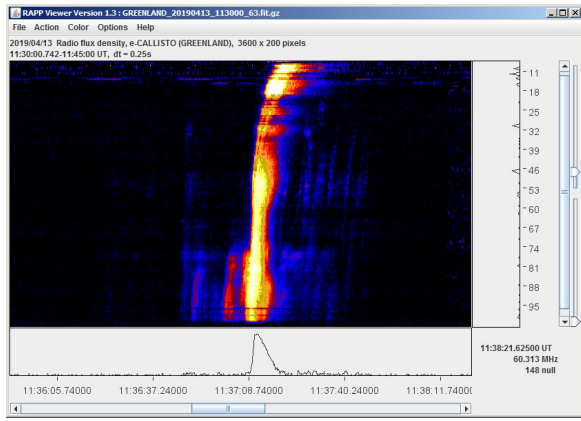 RAPP Viewer Version 1.3 : GREENLAND_20190413_113000_63.fit.gz
File Action Color Options Help
2019/04/13 Radio flux density, e-CALLISTO (GREENLAND), 3600 x 200 pixels
11:30:00.742-11:45:00 UT, dt = 0.25s
11
18
25
32
39
46
53
60
67
74
81
88
95
11:38:21.62500 UT
60.313 MHz
148 null
11:36:05.74000 11:36:37.24000 11:37:08.74000 11:37:40.24000 11:38:11.74000